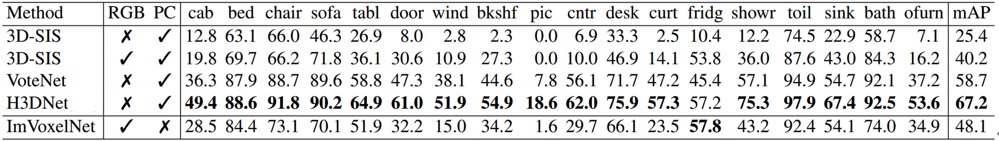 Method RGB PC cab bed chair sofa tabl door wind bkshf pic cntr desk curt fridg showr toil sink bath ofurn mAP
3D-SIS ✗ ✓ 12.8 63.1 66.0 46.3 26.9 8.0 2.8 2.3 0.0 6.9 33.3 2.5 10.4 12.2 74.5 22.9 58.7 7.1 25.4
3D-SIS ✓ ✓ 19.8 69.7 66.2 71.8 36.1 30.6 10.9 27.3 0.0 10.0 46.9 14.1 53.8 36.0 87.6 43.0 84.3 16.2 40.2
VoteNet ✗ ✓ 36.3 87.9 88.7 89.6 58.8 47.3 38.1 44.6 7.8 56.1 71.7 47.2 45.4 57.1 94.9 54.7 92.1 37.2 58.7
H3DNet ✗ ✓ 49.4 88.6 91.8 90.2 64.9 61.0 51.9 54.9 18.6 62.0 75.9 57.3 57.2 75.3 97.9 67.4 92.5 53.6 67.2
ImVoxelNet ✓ ✗ 28.5 84.4 73.1 70.1 51.9 32.2 15.0 34.2 1.6 29.7 66.1 23.5 57.8 43.2 92.4 54.1 74.0 34.9 48.1